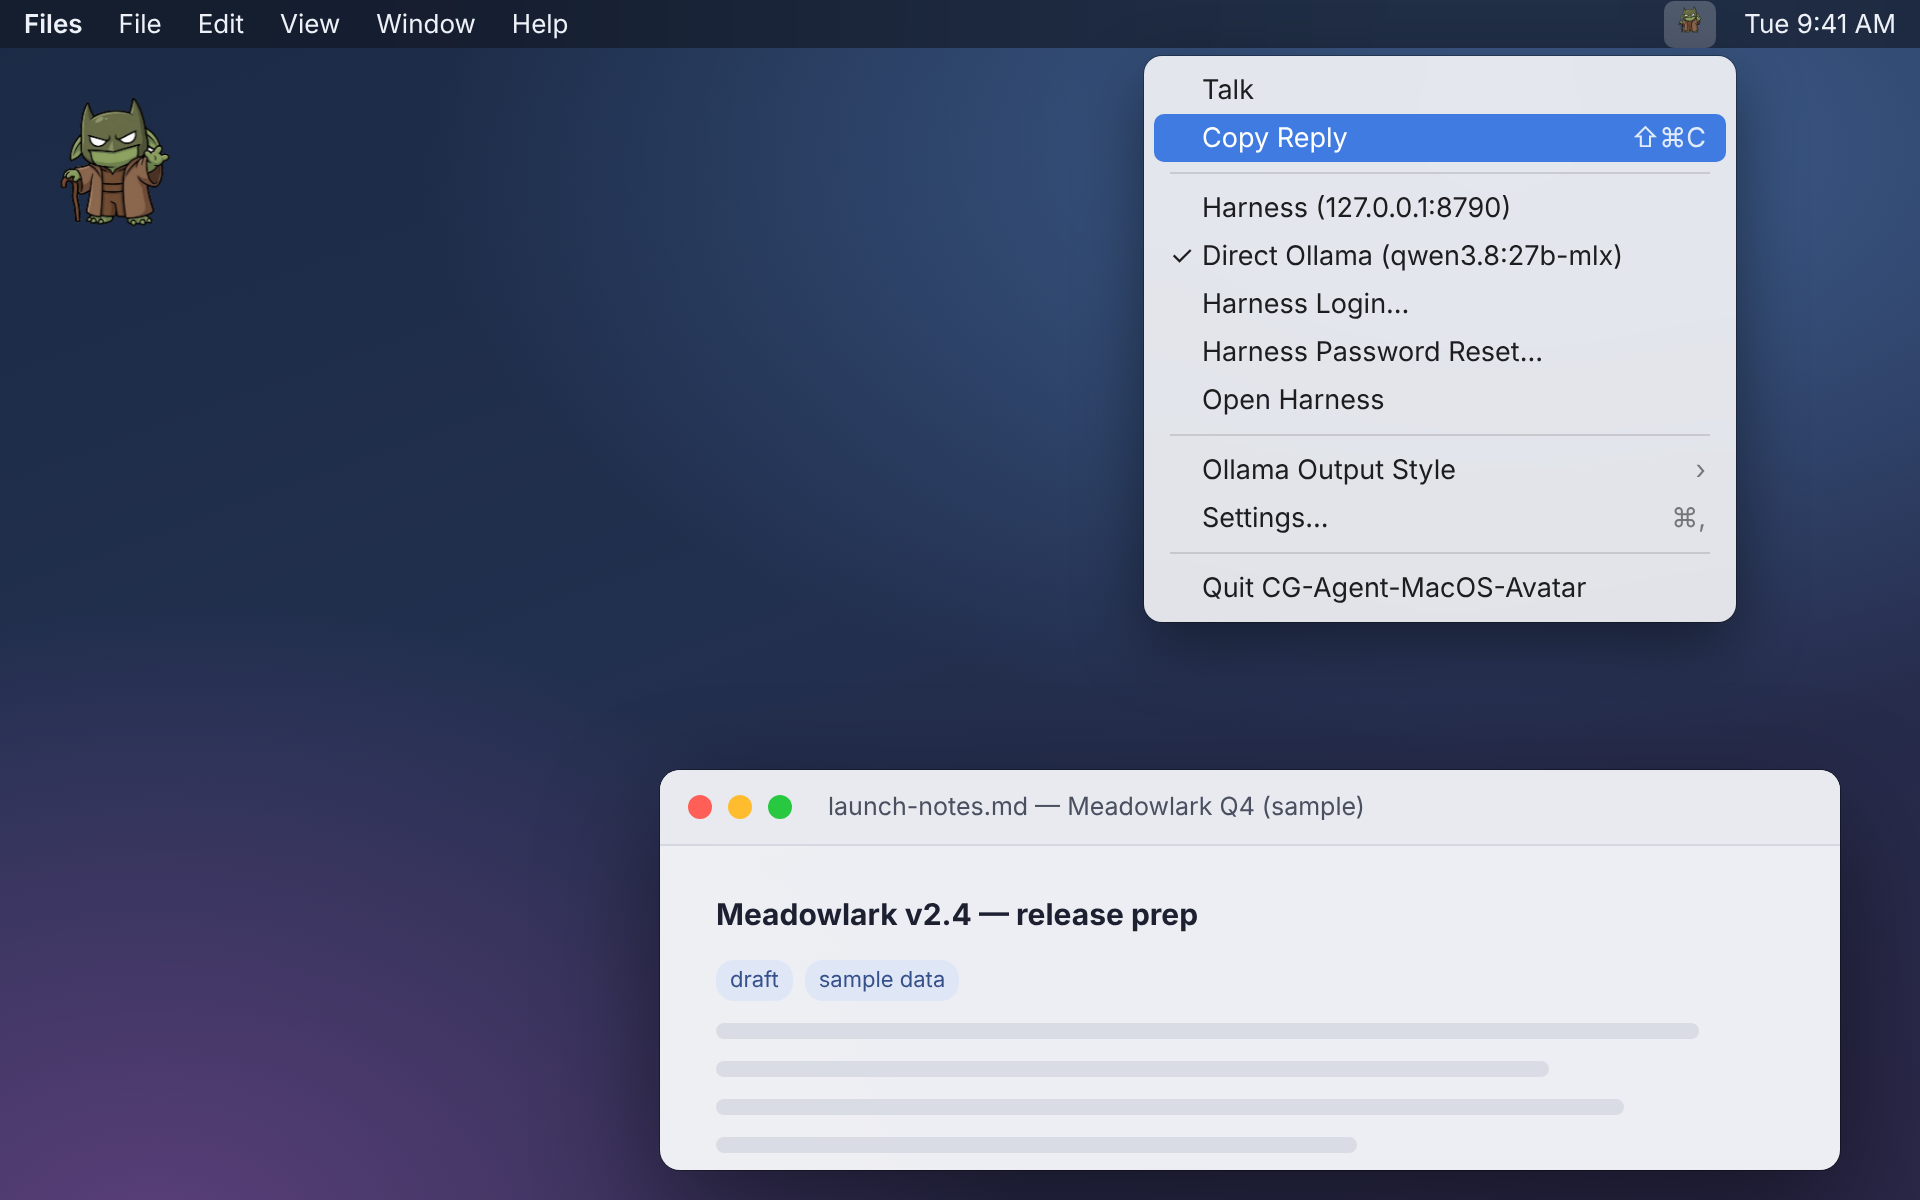 Files File Edit View Window Help Tue 9:41 AM
Talk
Copy Reply ⇧⌘C
Harness (127.0.0.1:8790)
✓ Direct Ollama (qwen3.8:27b-mlx)
Harness Login...
Harness Password Reset...
Open Harness
Ollama Output Style ›
Settings... ⌘,
Quit CG-Agent-MacOS-Avatar
launch-notes.md — Meadowlark Q4 (sample)
Meadowlark v2.4 — release prep
draft sample data